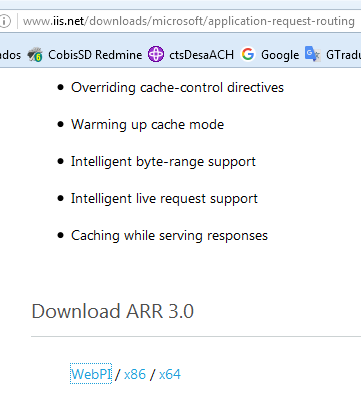 www.iis.net/downloads/microsoft/application-request-routing
ados CobisSD Redmine ctsDesaACH Google GTradu
Overriding cache-control directives
Warming up cache mode
Intelligent byte-range support
Intelligent live request support
Caching while serving responses
Download ARR 3.0
WebPI / x86 / x64